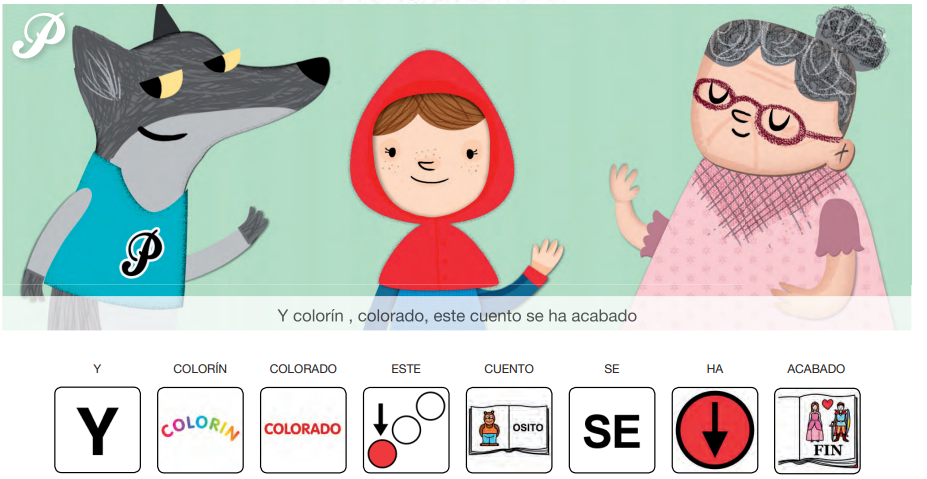 P
P
Y colorín , colorado, este cuento se ha acabado
Y COLORÍN COLORADO ESTE CUENTO SE HA ACABADO
Y COLORIN COLORADO OSITO SE FIN